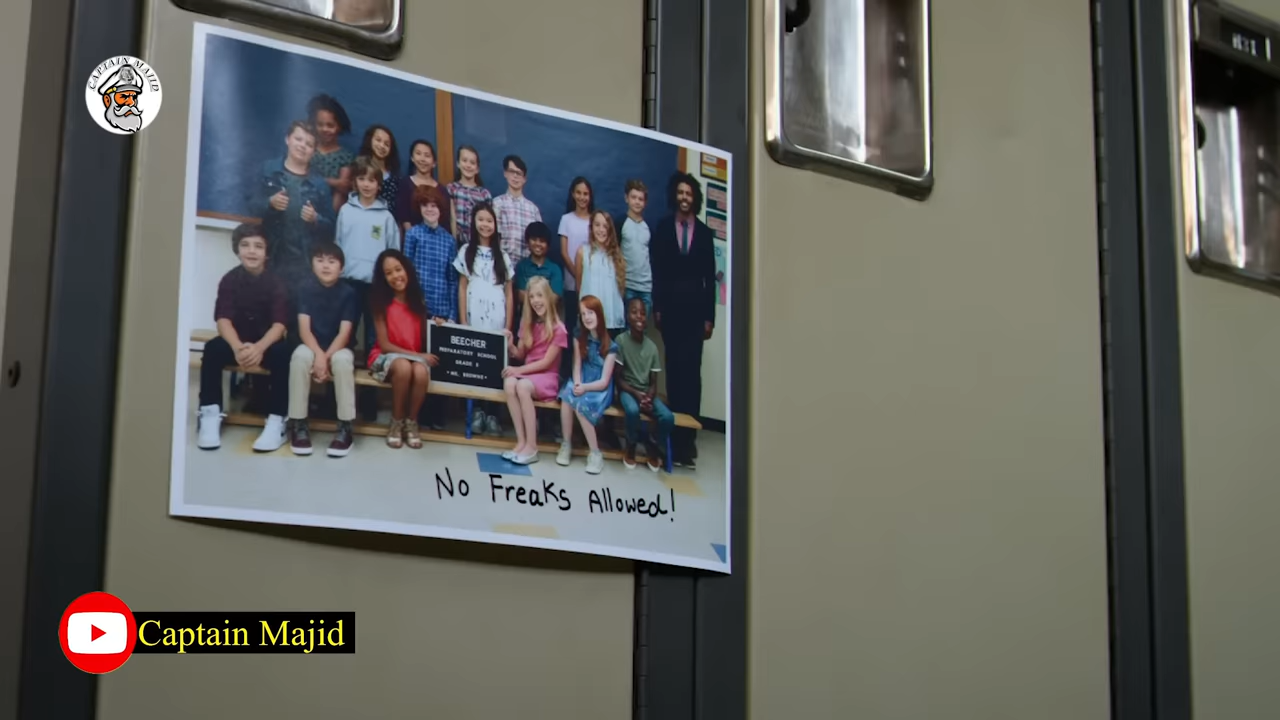 CAPTAIN MAJID
BEECHER
PREPARATORY SCHOOL
GRADE 5
*MR. BROWNE*
No Freaks Allowed!
Captain Majid